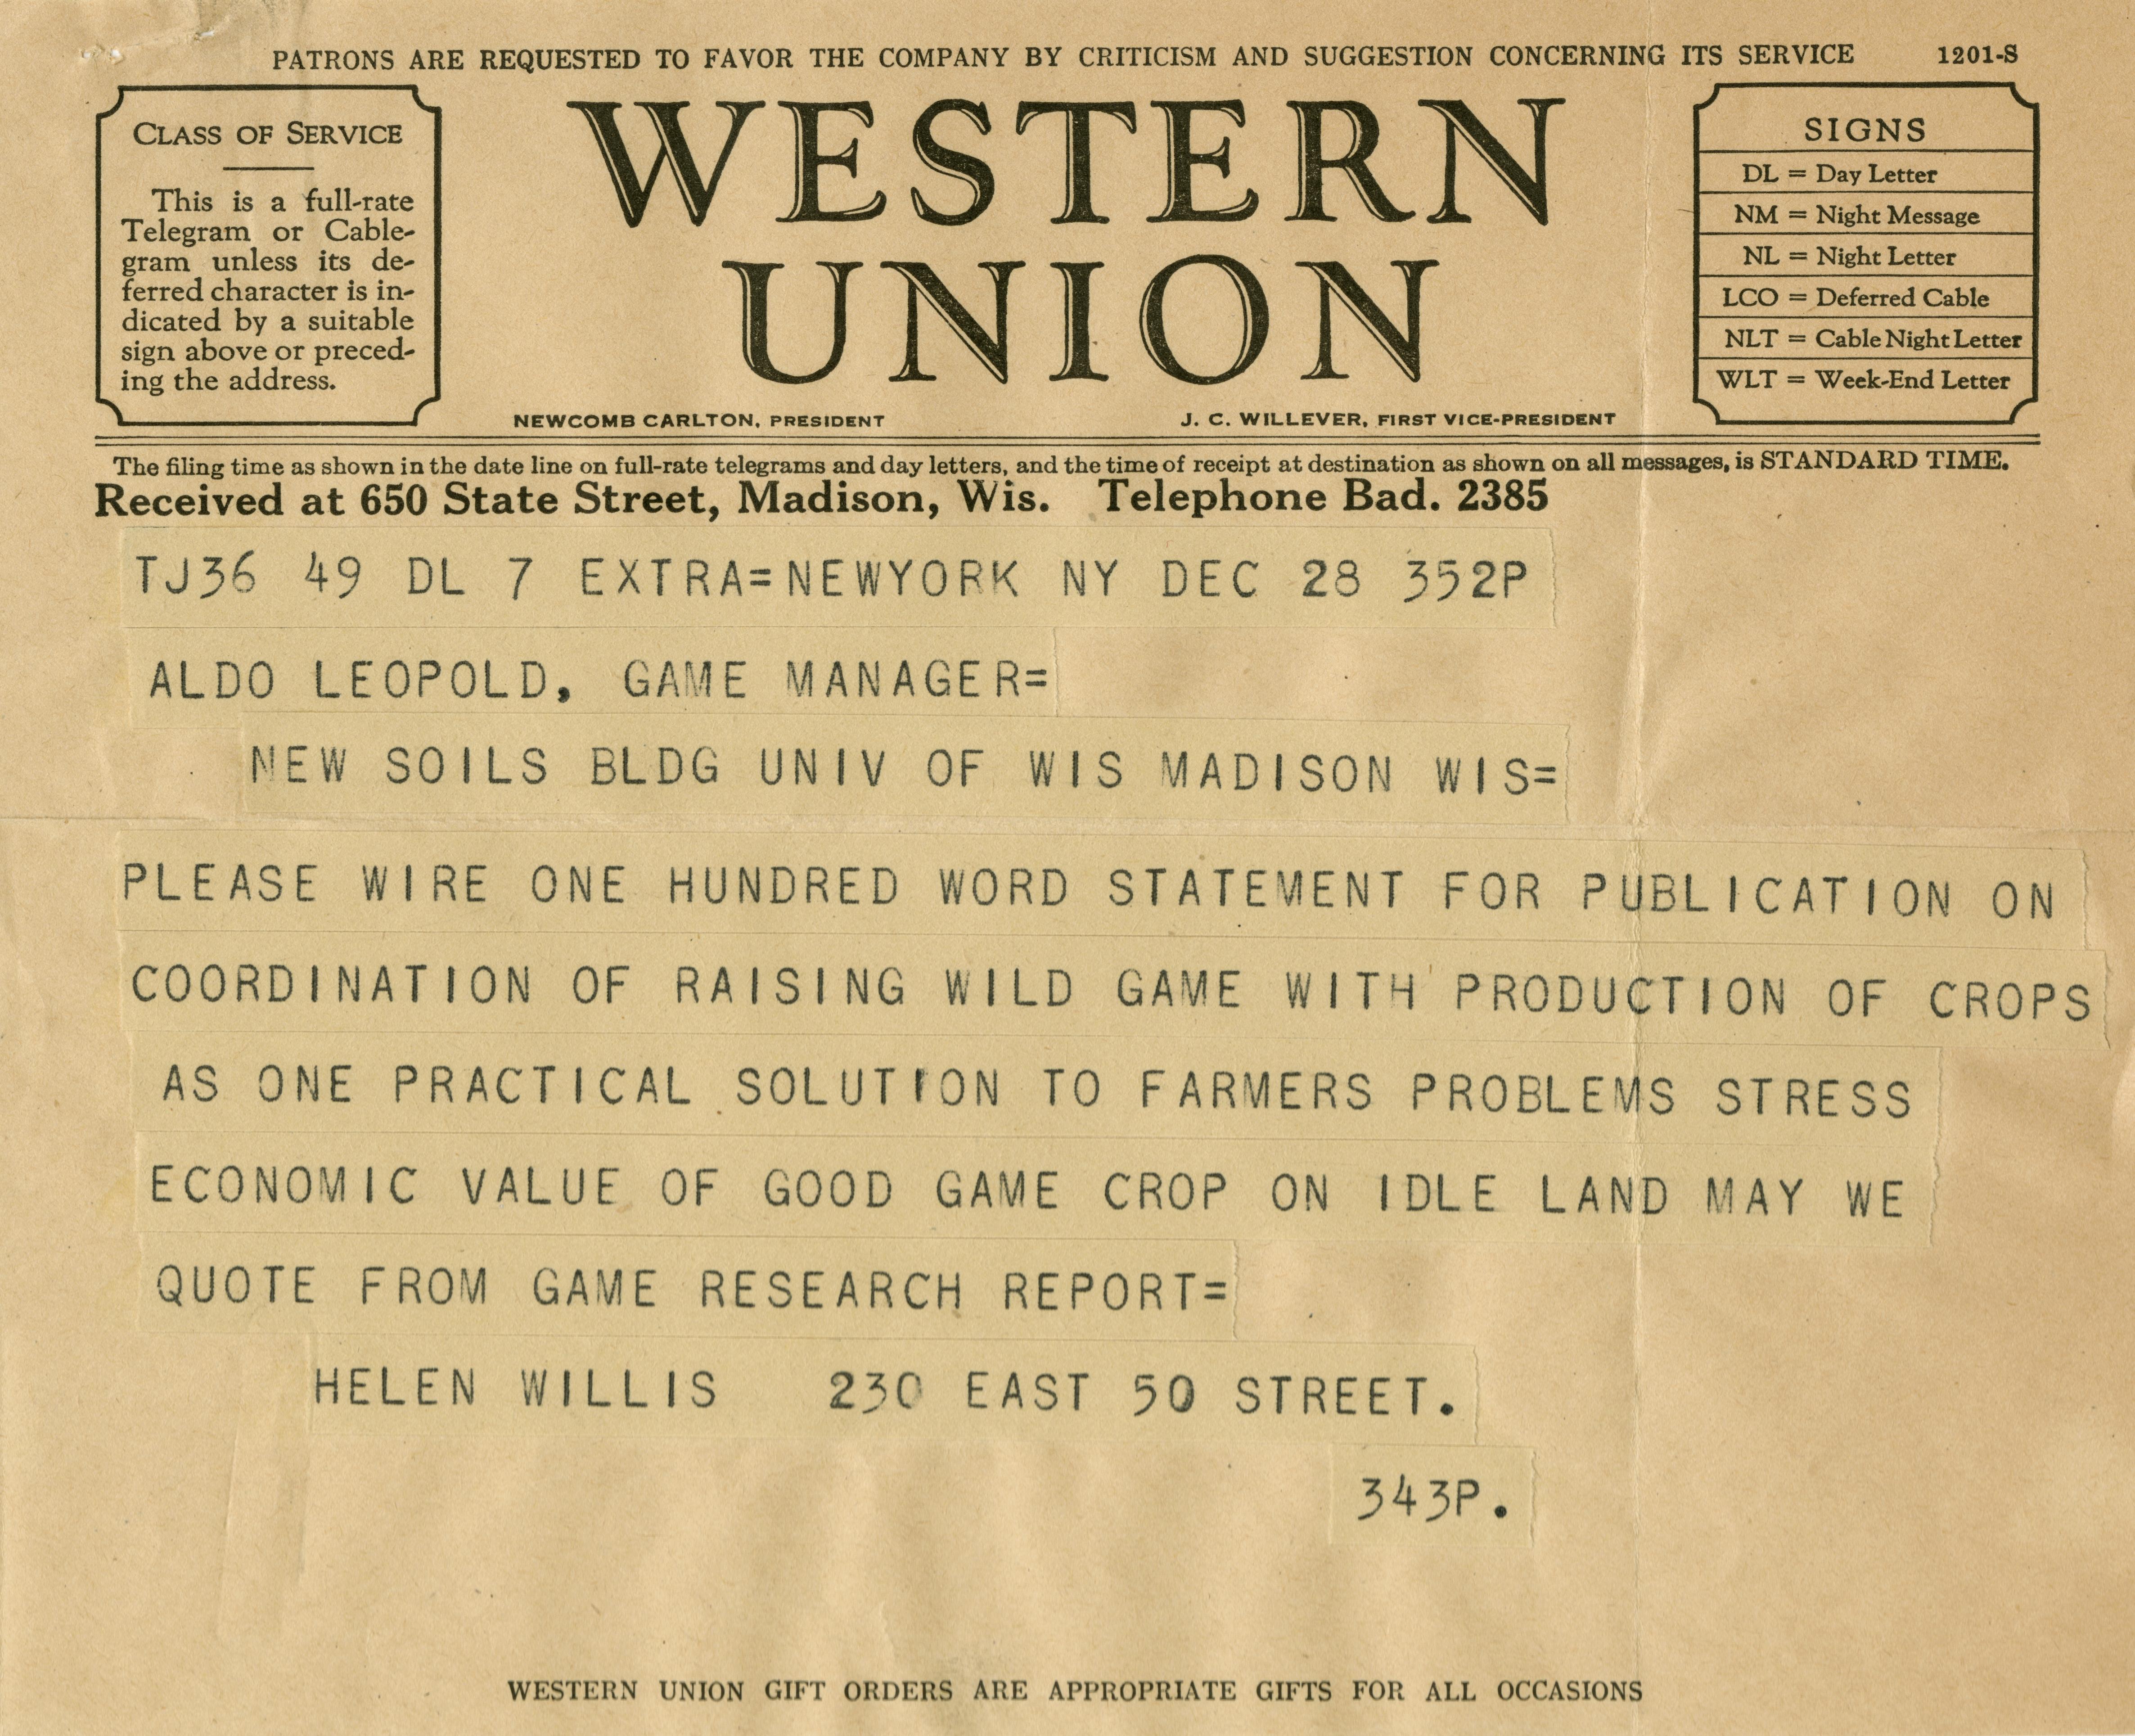 PATRONS ARE REQUESTED TO FAVOR THE COMPANY BY CRITICISM AND SUGGESTION CONCERNING ITS SERVICE 1201-S
CLASS OF SERVICE
This is a full-rate
Telegram or Cable-
gram unless its de-
ferred character is in-
dicated by a suitable
sign above or preced-
ing the address.
WESTERN
UNION
NEWCOMB CARLTON, PRESIDENT J. C. WILLEVER, FIRST VICE-PRESIDENT
SIGNS
DL = Day Letter
NM = Night Message
NL = Night Letter
LCO = Deferred Cable
NLT = Cable Night Letter
WLT = Week-End Letter
The filing time as shown in the date line on full-rate telegrams and day letters, and the time of receipt at destination as shown on all messages, is STANDARD TIME.
Received at 650 State Street, Madison, Wis. Telephone Bad. 2385
TJ36 49 DL 7 EXTRA=NEWYORK NY DEC 28 352P
ALDO LEOPOLD, GAME MANAGER=
NEW SOILS BLDG UNIV OF WIS MADISON WIS=
PLEASE WIRE ONE HUNDRED WORD STATEMENT FOR PUBLICATION ON
COORDINATION OF RAISING WILD GAME WITH PRODUCTION OF CROPS
AS ONE PRACTICAL SOLUTION TO FARMERS PROBLEMS STRESS
ECONOMIC VALUE OF GOOD GAME CROP ON IDLE LAND MAY WE
QUOTE FROM GAME RESEARCH REPORT=
HELEN WILLIS 230 EAST 50 STREET.
343P.
WESTERN UNION GIFT ORDERS ARE APPROPRIATE GIFTS FOR ALL OCCASIONS